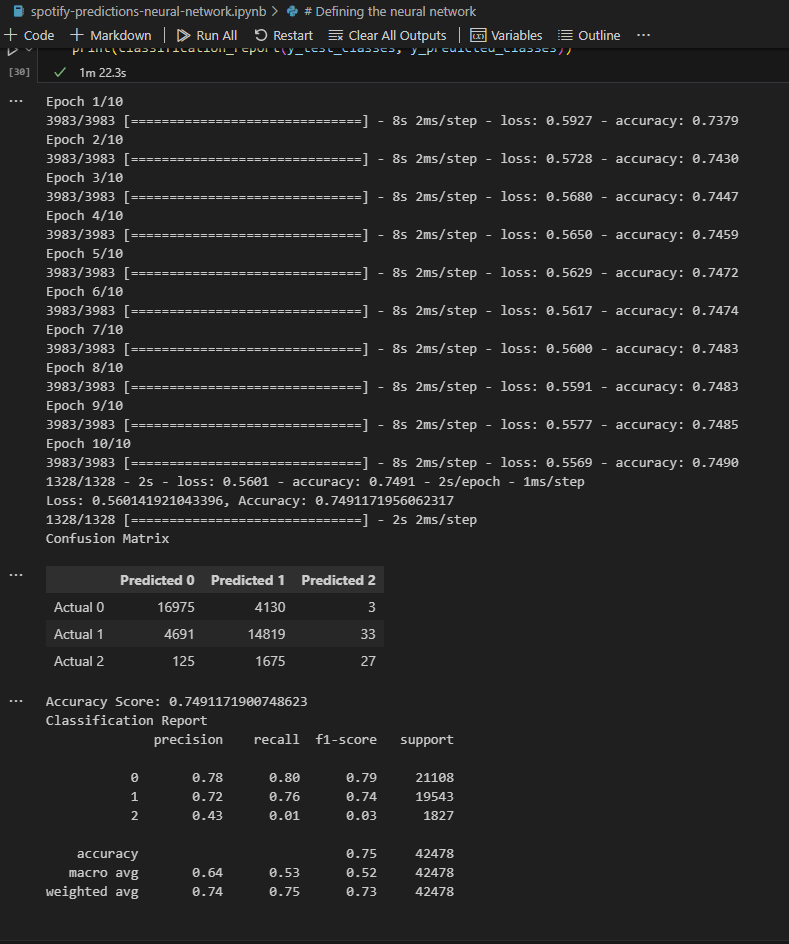 spotify-predictions-neural-network.ipynb > # Defining the neural network
+ Code + Markdown | Run All Restart Clear All Outputs | Variables Outline ...
print(classification_report(y_test_classes, y_predicted_classes))
[30] 1m 22.3s
... Epoch 1/10
3983/3983 [==============================] - 8s 2ms/step - loss: 0.5927 - accuracy: 0.7379
Epoch 2/10
3983/3983 [==============================] - 8s 2ms/step - loss: 0.5728 - accuracy: 0.7430
Epoch 3/10
3983/3983 [==============================] - 8s 2ms/step - loss: 0.5680 - accuracy: 0.7447
Epoch 4/10
3983/3983 [==============================] - 8s 2ms/step - loss: 0.5650 - accuracy: 0.7459
Epoch 5/10
3983/3983 [==============================] - 8s 2ms/step - loss: 0.5629 - accuracy: 0.7472
Epoch 6/10
3983/3983 [==============================] - 8s 2ms/step - loss: 0.5617 - accuracy: 0.7474
Epoch 7/10
3983/3983 [==============================] - 8s 2ms/step - loss: 0.5600 - accuracy: 0.7483
Epoch 8/10
3983/3983 [==============================] - 8s 2ms/step - loss: 0.5591 - accuracy: 0.7483
Epoch 9/10
3983/3983 [==============================] - 8s 2ms/step - loss: 0.5577 - accuracy: 0.7485
Epoch 10/10
3983/3983 [==============================] - 8s 2ms/step - loss: 0.5569 - accuracy: 0.7490
1328/1328 - 2s - loss: 0.5601 - accuracy: 0.7491 - 2s/epoch - 1ms/step
Loss: 0.560141921043396, Accuracy: 0.7491171956062317
1328/1328 [==============================] - 2s 2ms/step
Confusion Matrix
... Predicted 0 Predicted 1 Predicted 2
Actual 0 16975 4130 3
Actual 1 4691 14819 33
Actual 2 125 1675 27
... Accuracy Score: 0.7491171900748623
Classification Report
precision recall f1-score support
0 0.78 0.80 0.79 21108
1 0.72 0.76 0.74 19543
2 0.43 0.01 0.03 1827
accuracy 0.75 42478
macro avg 0.64 0.53 0.52 42478
weighted avg 0.74 0.75 0.73 42478